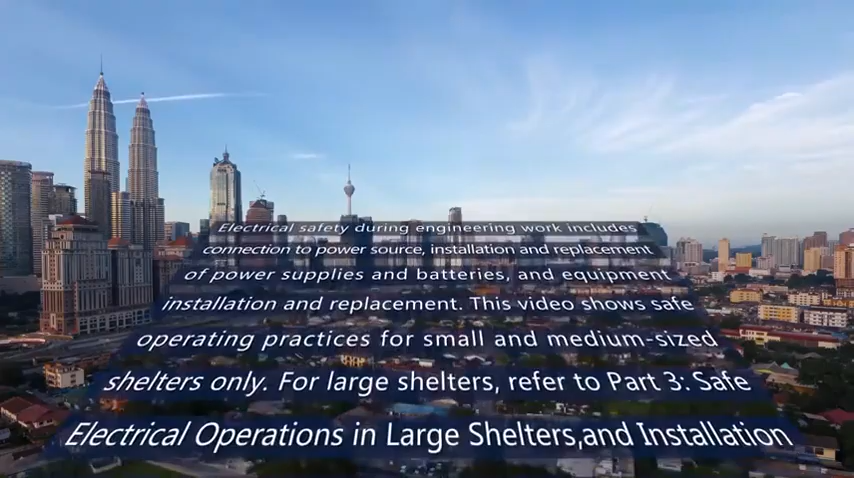 Electrical safety during engineering work includes
connection to power source, installation and replacement
of power supplies and batteries, and equipment
installation and replacement. This video shows safe
operating practices for small and medium-sized
shelters only. For large shelters, refer to Part 3: Safe
Electrical Operations in Large Shelters,and Installation